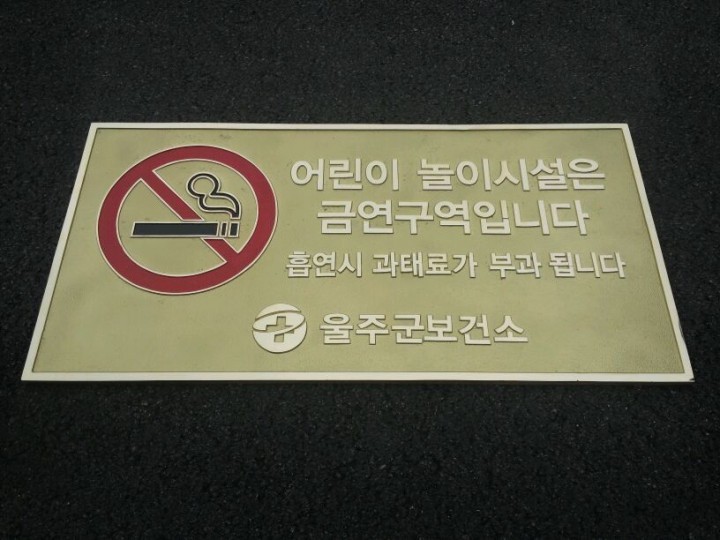 어린이 놀이시설은
금연구역입니다
흡연시 과태료가 부과 됩니다
울주군보건소